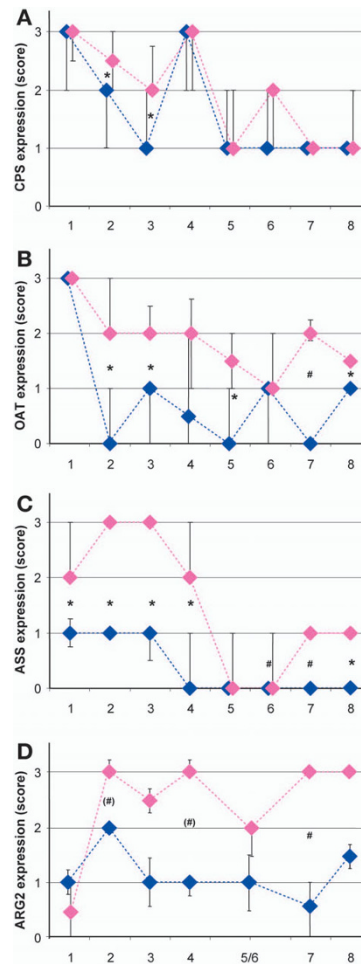 A
CPS expression (score)
3
2
1
0
*
*
1 2 3 4 5 6 7 8
B
OAT expression (score)
3
2
1
0
* * * # *
1 2 3 4 5 6 7 8
C
ASS expression (score)
3
2
1
0
* * * * # # *
1 2 3 4 5 6 7 8
D
ARG2 expression (score)
3
2
1
0
(#)
(#)
#
1 2 3 4 5/6 7 8